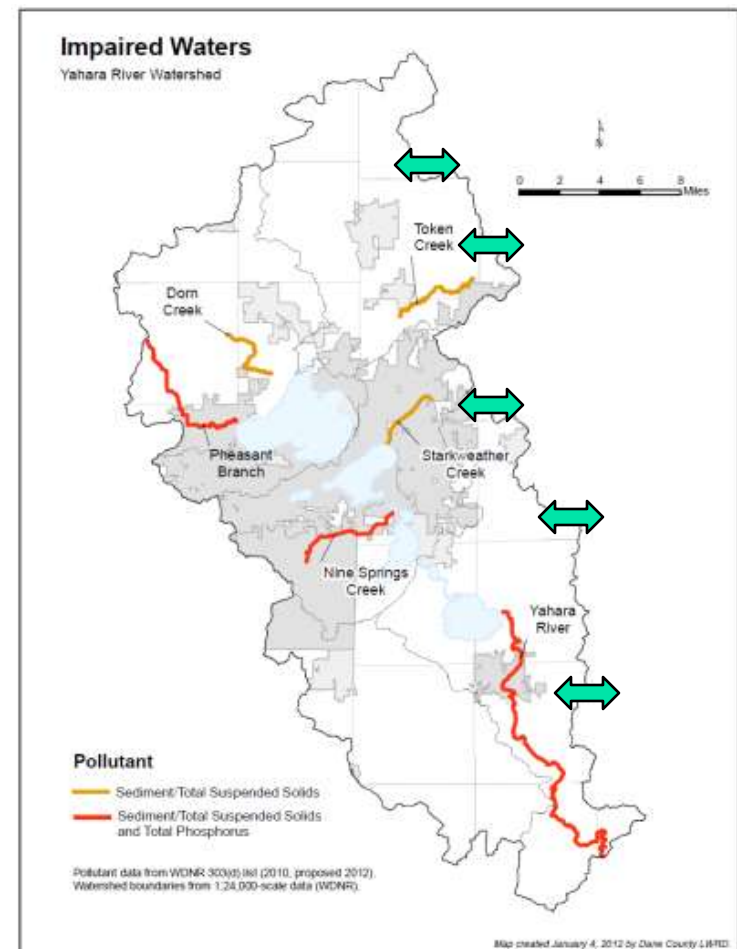 Impaired Waters
Yahara River Watershed
N
0 2 4 6 8
Miles
Token
Creek
Dorn
Creek
Pheasant
Branch
Starkweather
Creek
Nine Springs
Creek
Yahara
River
Pollutant
Sediment/Total Suspended Solids
Sediment/Total Suspended Solids
and Total Phosphorus
Pollutant data from WDNR 303(d) list (2010, proposed 2012).
Watershed boundaries from 1:24,000-scale data (WDNR).
Map created January 4, 2012 by Dane County LWRD.